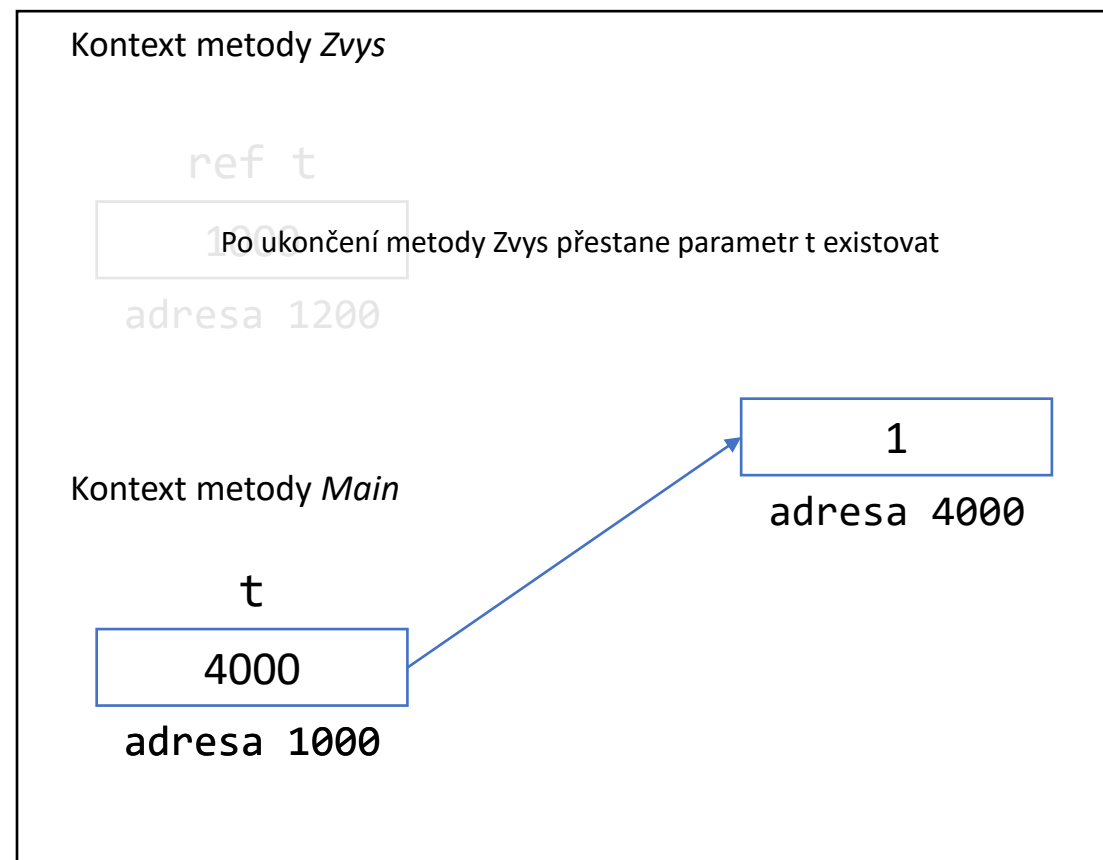 Kontext metody Zvys
ref t
1000
Po ukončení metody Zvys přestane parametr t existovat
adresa 1200
1
adresa 4000
Kontext metody Main
t
4000
adresa 1000